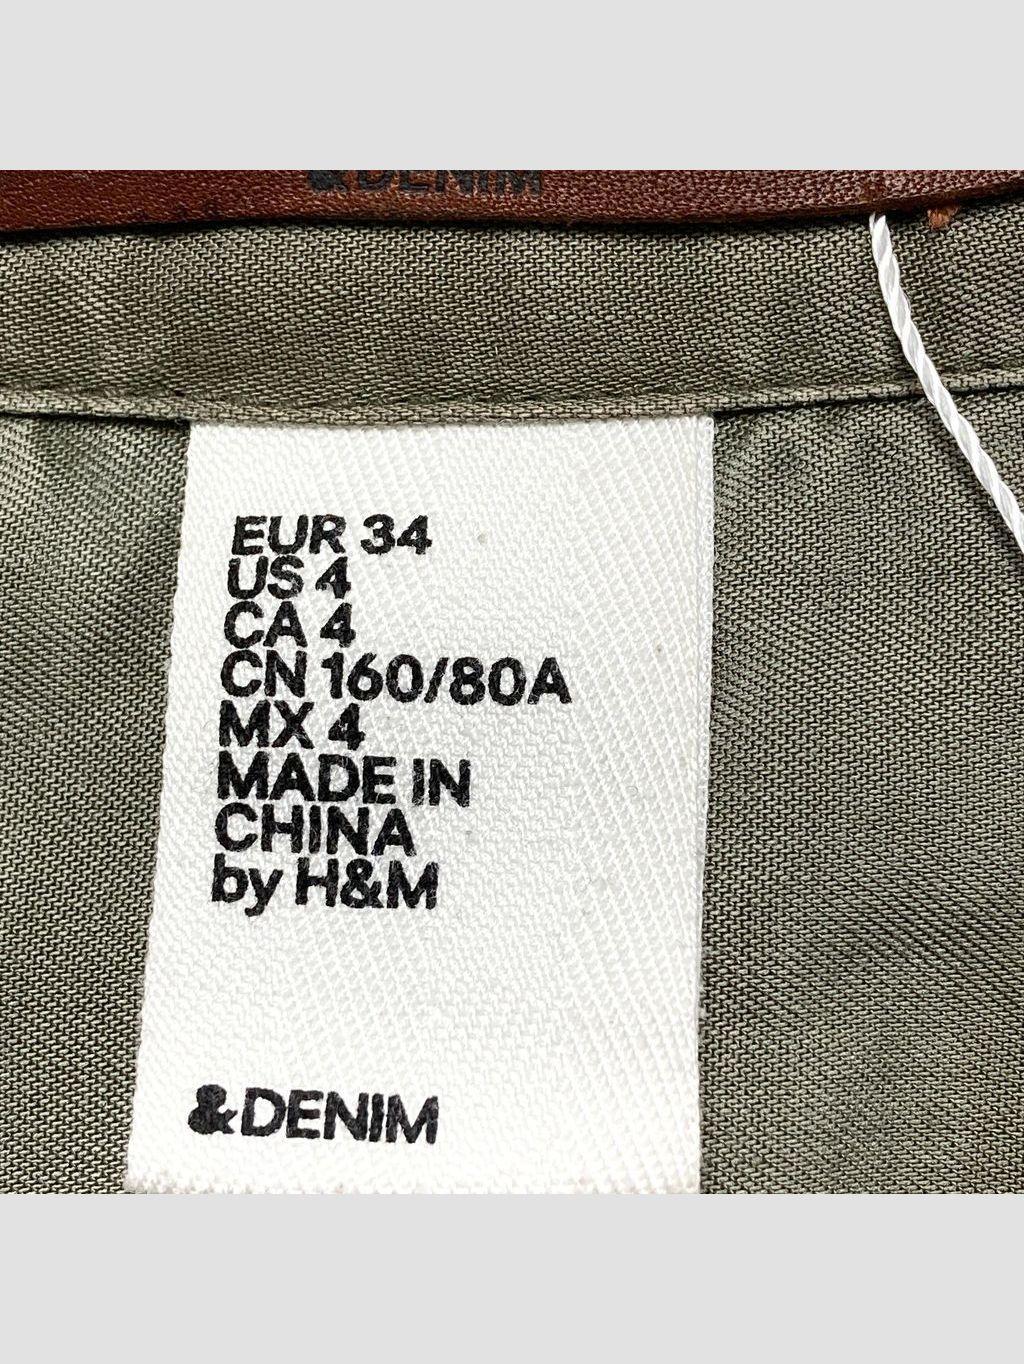 &DENIM
EUR 34
US 4
CA 4
CN 160/80A
MX 4
MADE IN
CHINA
by H&M
&DENIM